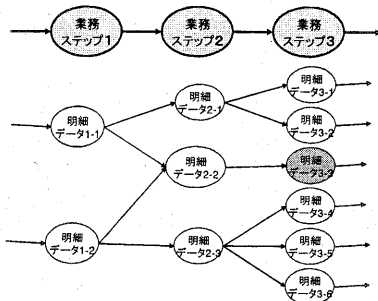 業務
ステップ1
業務
ステップ2
業務
ステップ3
明細
データ1-1
明細
データ1-2
明細
データ2-1
明細
データ2-2
明細
データ2-3
明細
データ3-1
明細
データ3-2
明細
データ3-3
明細
データ3-4
明細
データ3-5
明細
データ3-6